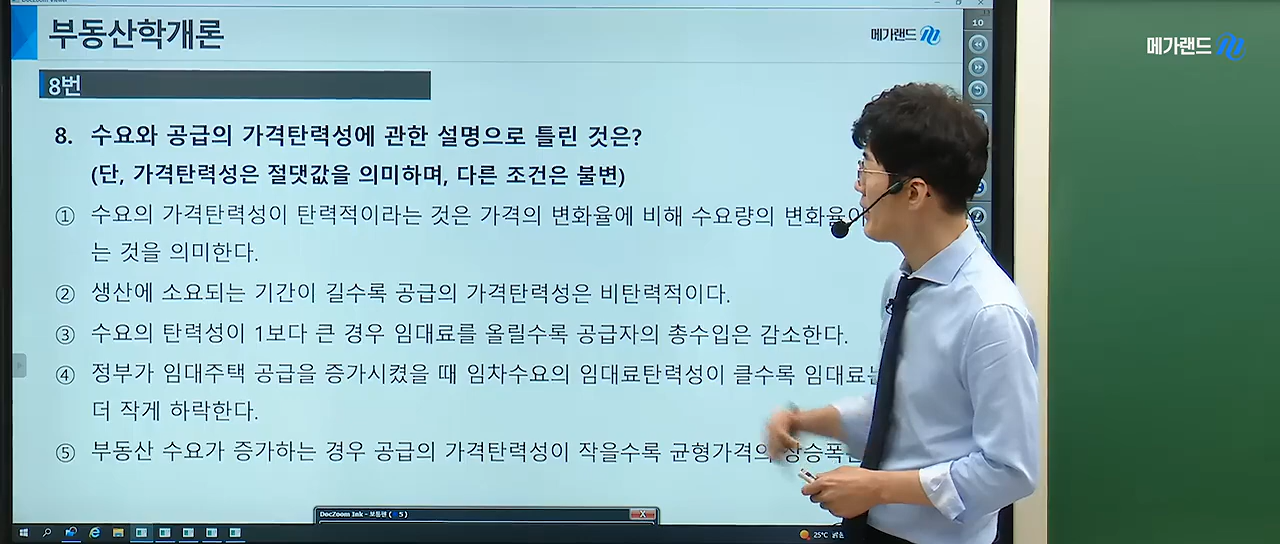 부동산학개론
메가랜드
메가랜드
10
8번
8. 수요와 공급의 가격탄력성에 관한 설명으로 틀린 것은?
(단, 가격탄력성은 절댓값을 의미하며, 다른 조건은 불변)
① 수요의 가격탄력성이 탄력적이라는 것은 가격의 변화율에 비해 수요량의 변화율이
는 것을 의미한다.
② 생산에 소요되는 기간이 길수록 공급의 가격탄력성은 비탄력적이다.
③ 수요의 탄력성이 1보다 큰 경우 임대료를 올릴수록 공급자의 총수입은 감소한다.
④ 정부가 임대주택 공급을 증가시켰을 때 임차수요의 임대료탄력성이 클수록 임대료는
더 작게 하락한다.
⑤ 부동산 수요가 증가하는 경우 공급의 가격탄력성이 작을수록 균형가격의 상승폭은
DocZoom Ink - 보통펜 ( 5 )
25°C 맑음